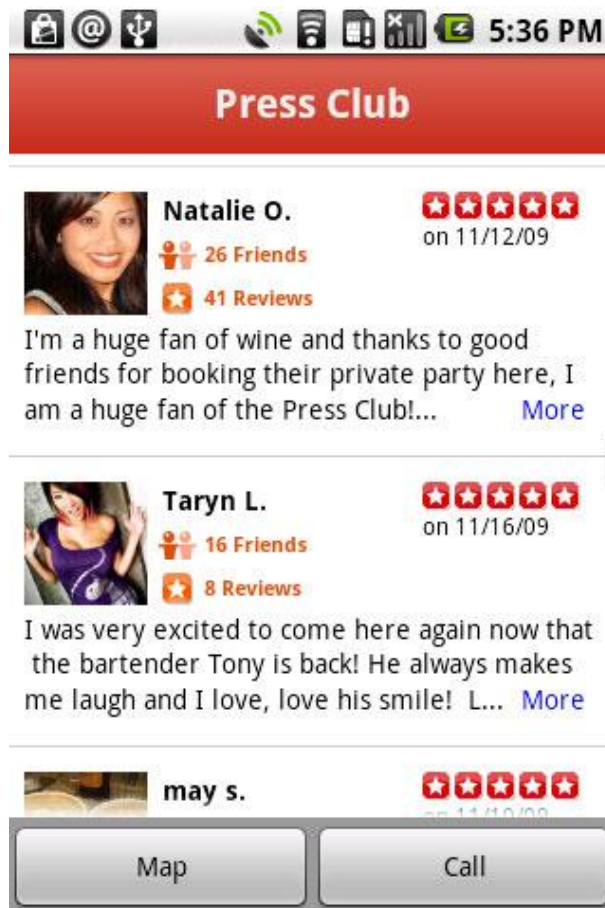 5:36 PM
Press Club
Natalie O.
on 11/12/09
26 Friends
41 Reviews
I'm a huge fan of wine and thanks to good
friends for booking their private party here, I
am a huge fan of the Press Club!... More
Taryn L.
on 11/16/09
16 Friends
8 Reviews
I was very excited to come here again now that
the bartender Tony is back! He always makes
me laugh and I love, love his smile! L... More
may s.
Map
Call